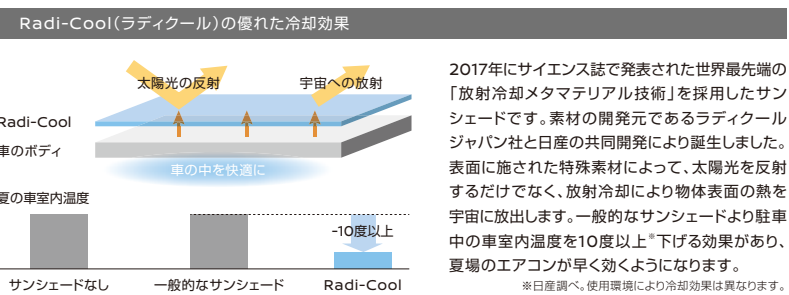 Radi-Cool(ラディクール)の優れた冷却効果
太陽光の反射
宇宙への放射
Radi-Cool
車のボディ
車の中を快適に
夏の車室内温度
-10度以上
サンシェードなし
一般的なサンシェード
Radi-Cool
2017年にサイエンス誌で発表された世界最先端の
「放射冷却メタマテリアル技術」を採用したサン
シェードです。素材の開発元であるラディクール
ジャパン社と日産の共同開発により誕生しました。
表面に施された特殊素材によって、太陽光を反射
するだけでなく、放射冷却により物体表面の熱を
宇宙に放出します。一般的なサンシェードより駐車
中の車室内温度を10度以上※下げる効果があり、
夏場のエアコンが早く効くようになります。
※日産調べ。使用環境により冷却効果は異なります。